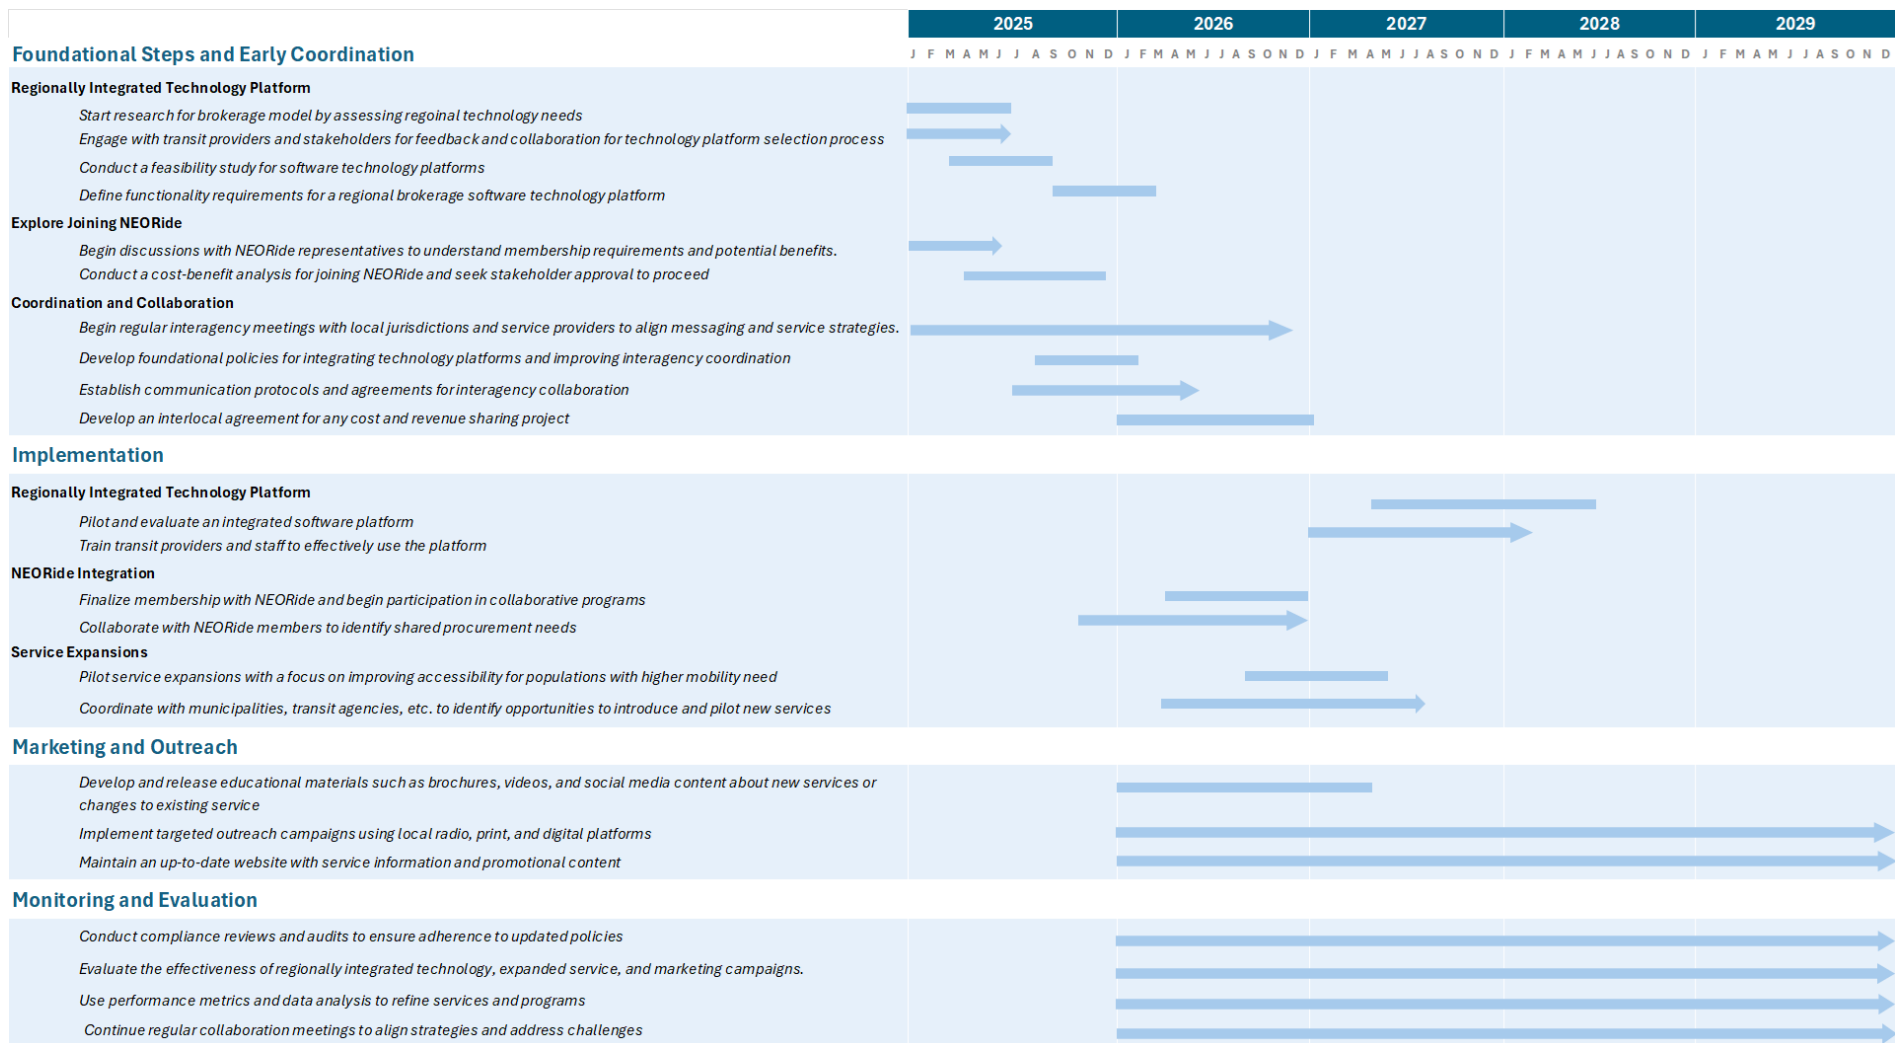 2025 2026 2027 2028 2029
Foundational Steps and Early Coordination
J F M A M J J A S O N D J F M A M J J A S O N D J F M A M J J A S O N D J F M A M J J A S O N D J F M A M J J A S O N D
Regionally Integrated Technology Platform
Start research for brokerage model by assessing regoinal technology needs
Engage with transit providers and stakeholders for feedback and collaboration for technology platform selection process
Conduct a feasibility study for software technology platforms
Define functionality requirements for a regional brokerage software technology platform
Explore Joining NEORide
Begin discussions with NEORide representatives to understand membership requirements and potential benefits.
Conduct a cost-benefit analysis for joining NEORide and seek stakeholder approval to proceed
Coordination and Collaboration
Begin regular interagency meetings with local jurisdictions and service providers to align messaging and service strategies.
Develop foundational policies for integrating technology platforms and improving interagency coordination
Establish communication protocols and agreements for interagency collaboration
Develop an interlocal agreement for any cost and revenue sharing project
Implementation
Regionally Integrated Technology Platform
Pilot and evaluate an integrated software platform
Train transit providers and staff to effectively use the platform
NEORide Integration
Finalize membership with NEORide and begin participation in collaborative programs
Collaborate with NEORide members to identify shared procurement needs
Service Expansions
Pilot service expansions with a focus on improving accessibility for populations with higher mobility need
Coordinate with municipalities, transit agencies, etc. to identify opportunities to introduce and pilot new services
Marketing and Outreach
Develop and release educational materials such as brochures, videos, and social media content about new services or
changes to existing service
Implement targeted outreach campaigns using local radio, print, and digital platforms
Maintain an up-to-date website with service information and promotional content
Monitoring and Evaluation
Conduct compliance reviews and audits to ensure adherence to updated policies
Evaluate the effectiveness of regionally integrated technology, expanded service, and marketing campaigns.
Use performance metrics and data analysis to refine services and programs
Continue regular collaboration meetings to align strategies and address challenges